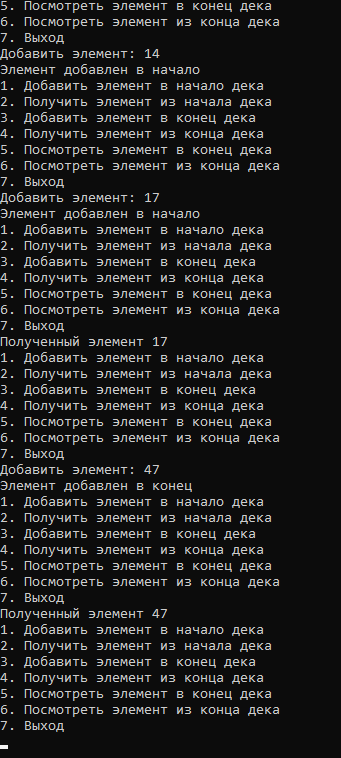 5. Посмотреть элемент в конец дека
6. Посмотреть элемент из конца дека
7. Выход
Добавить элемент: 14
Элемент добавлен в начало
1. Добавить элемент в начало дека
2. Получить элемент из начала дека
3. Добавить элемент в конец дека
4. Получить элемент из конца дека
5. Посмотреть элемент в конец дека
6. Посмотреть элемент из конца дека
7. Выход
Добавить элемент: 17
Элемент добавлен в начало
1. Добавить элемент в начало дека
2. Получить элемент из начала дека
3. Добавить элемент в конец дека
4. Получить элемент из конца дека
5. Посмотреть элемент в конец дека
6. Посмотреть элемент из конца дека
7. Выход
Полученный элемент 17
1. Добавить элемент в начало дека
2. Получить элемент из начала дека
3. Добавить элемент в конец дека
4. Получить элемент из конца дека
5. Посмотреть элемент в конец дека
6. Посмотреть элемент из конца дека
7. Выход
Добавить элемент: 47
Элемент добавлен в конец
1. Добавить элемент в начало дека
2. Получить элемент из начала дека
3. Добавить элемент в конец дека
4. Получить элемент из конца дека
5. Посмотреть элемент в конец дека
6. Посмотреть элемент из конца дека
7. Выход
Полученный элемент 47
1. Добавить элемент в начало дека
2. Получить элемент из начала дека
3. Добавить элемент в конец дека
4. Получить элемент из конца дека
5. Посмотреть элемент в конец дека
6. Посмотреть элемент из конца дека
7. Выход